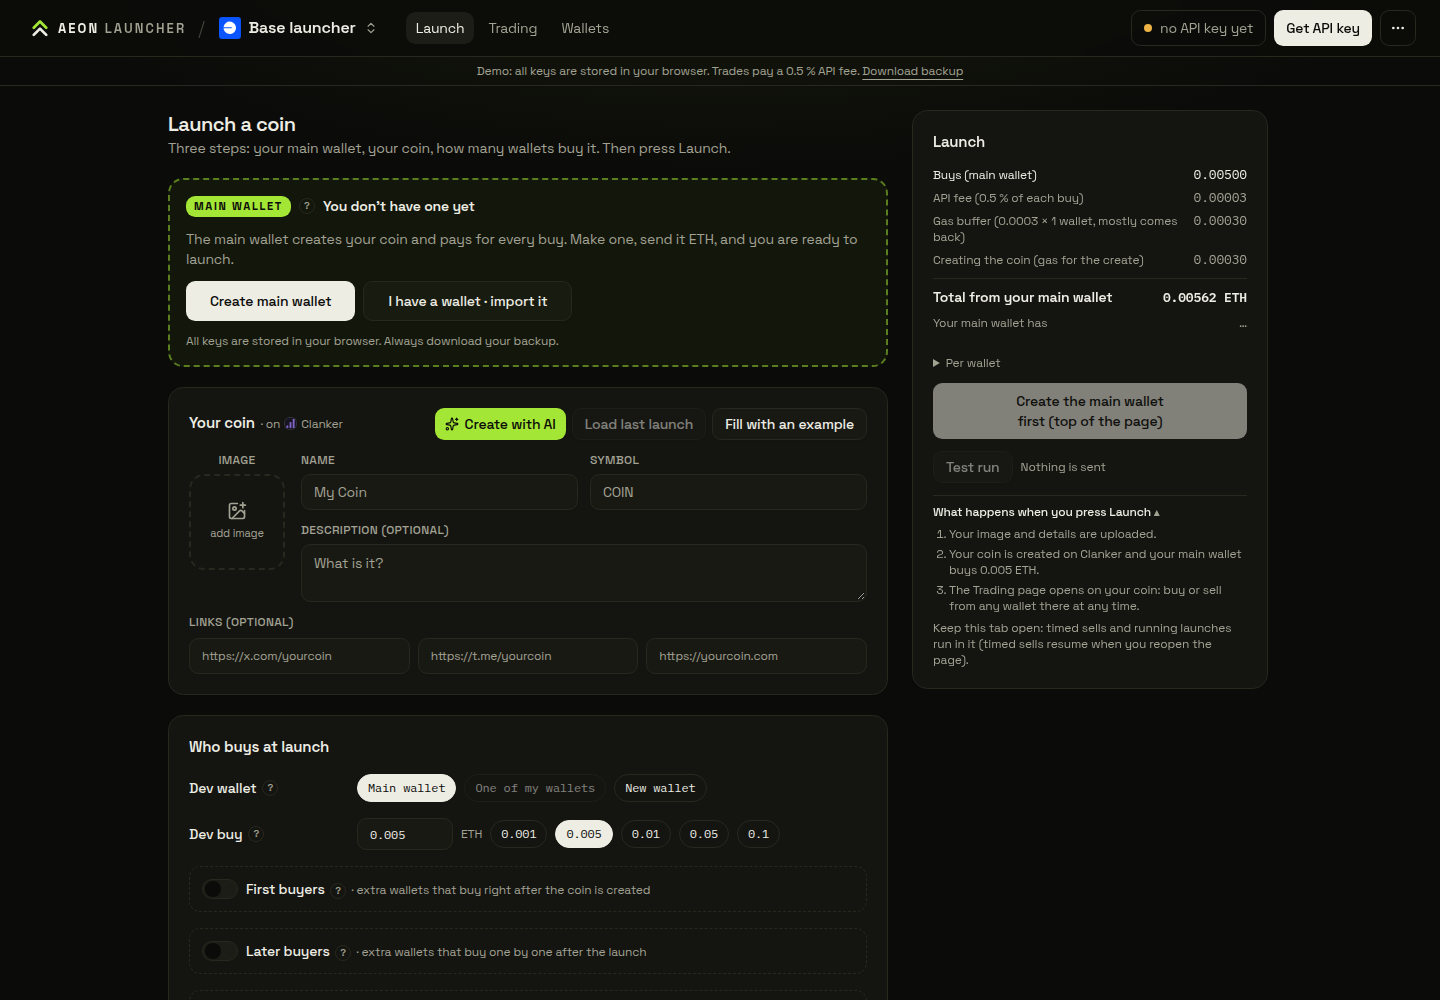 AEON LAUNCHER / Base launcher Launch Trading Wallets no API key yet Get API key ···
Demo: all keys are stored in your browser. Trades pay a 0.5 % API fee. Download backup
Launch a coin
Three steps: your main wallet, your coin, how many wallets buy it. Then press Launch.
MAIN WALLET ? You don't have one yet
The main wallet creates your coin and pays for every buy. Make one, send it ETH, and you are ready to
launch.
Create main wallet I have a wallet · import it
All keys are stored in your browser. Always download your backup.
Your coin · on Clanker Create with AI Load last launch Fill with an example
IMAGE NAME SYMBOL
add image My Coin COIN
DESCRIPTION (OPTIONAL)
What is it?
LINKS (OPTIONAL)
https://x.com/yourcoin https://t.me/yourcoin https://yourcoin.com
Who buys at launch
Dev wallet ? Main wallet One of my wallets New wallet
Dev buy ? 0.005 ETH 0.001 0.005 0.01 0.05 0.1
First buyers ? · extra wallets that buy right after the coin is created
Later buyers ? · extra wallets that buy one by one after the launch
Launch
Buys (main wallet) 0.00500
API fee (0.5 % of each buy) 0.00003
Gas buffer (0.0003 × 1 wallet, mostly comes 0.00030
back)
Creating the coin (gas for the create) 0.00030
Total from your main wallet 0.00562 ETH
Your main wallet has …
▶ Per wallet
Create the main wallet
first (top of the page)
Test run Nothing is sent
What happens when you press Launch ▴
1. Your image and details are uploaded.
2. Your coin is created on Clanker and your main wallet
buys 0.005 ETH.
3. The Trading page opens on your coin: buy or sell
from any wallet there at any time.
Keep this tab open: timed sells and running launches
run in it (timed sells resume when you reopen the
page).